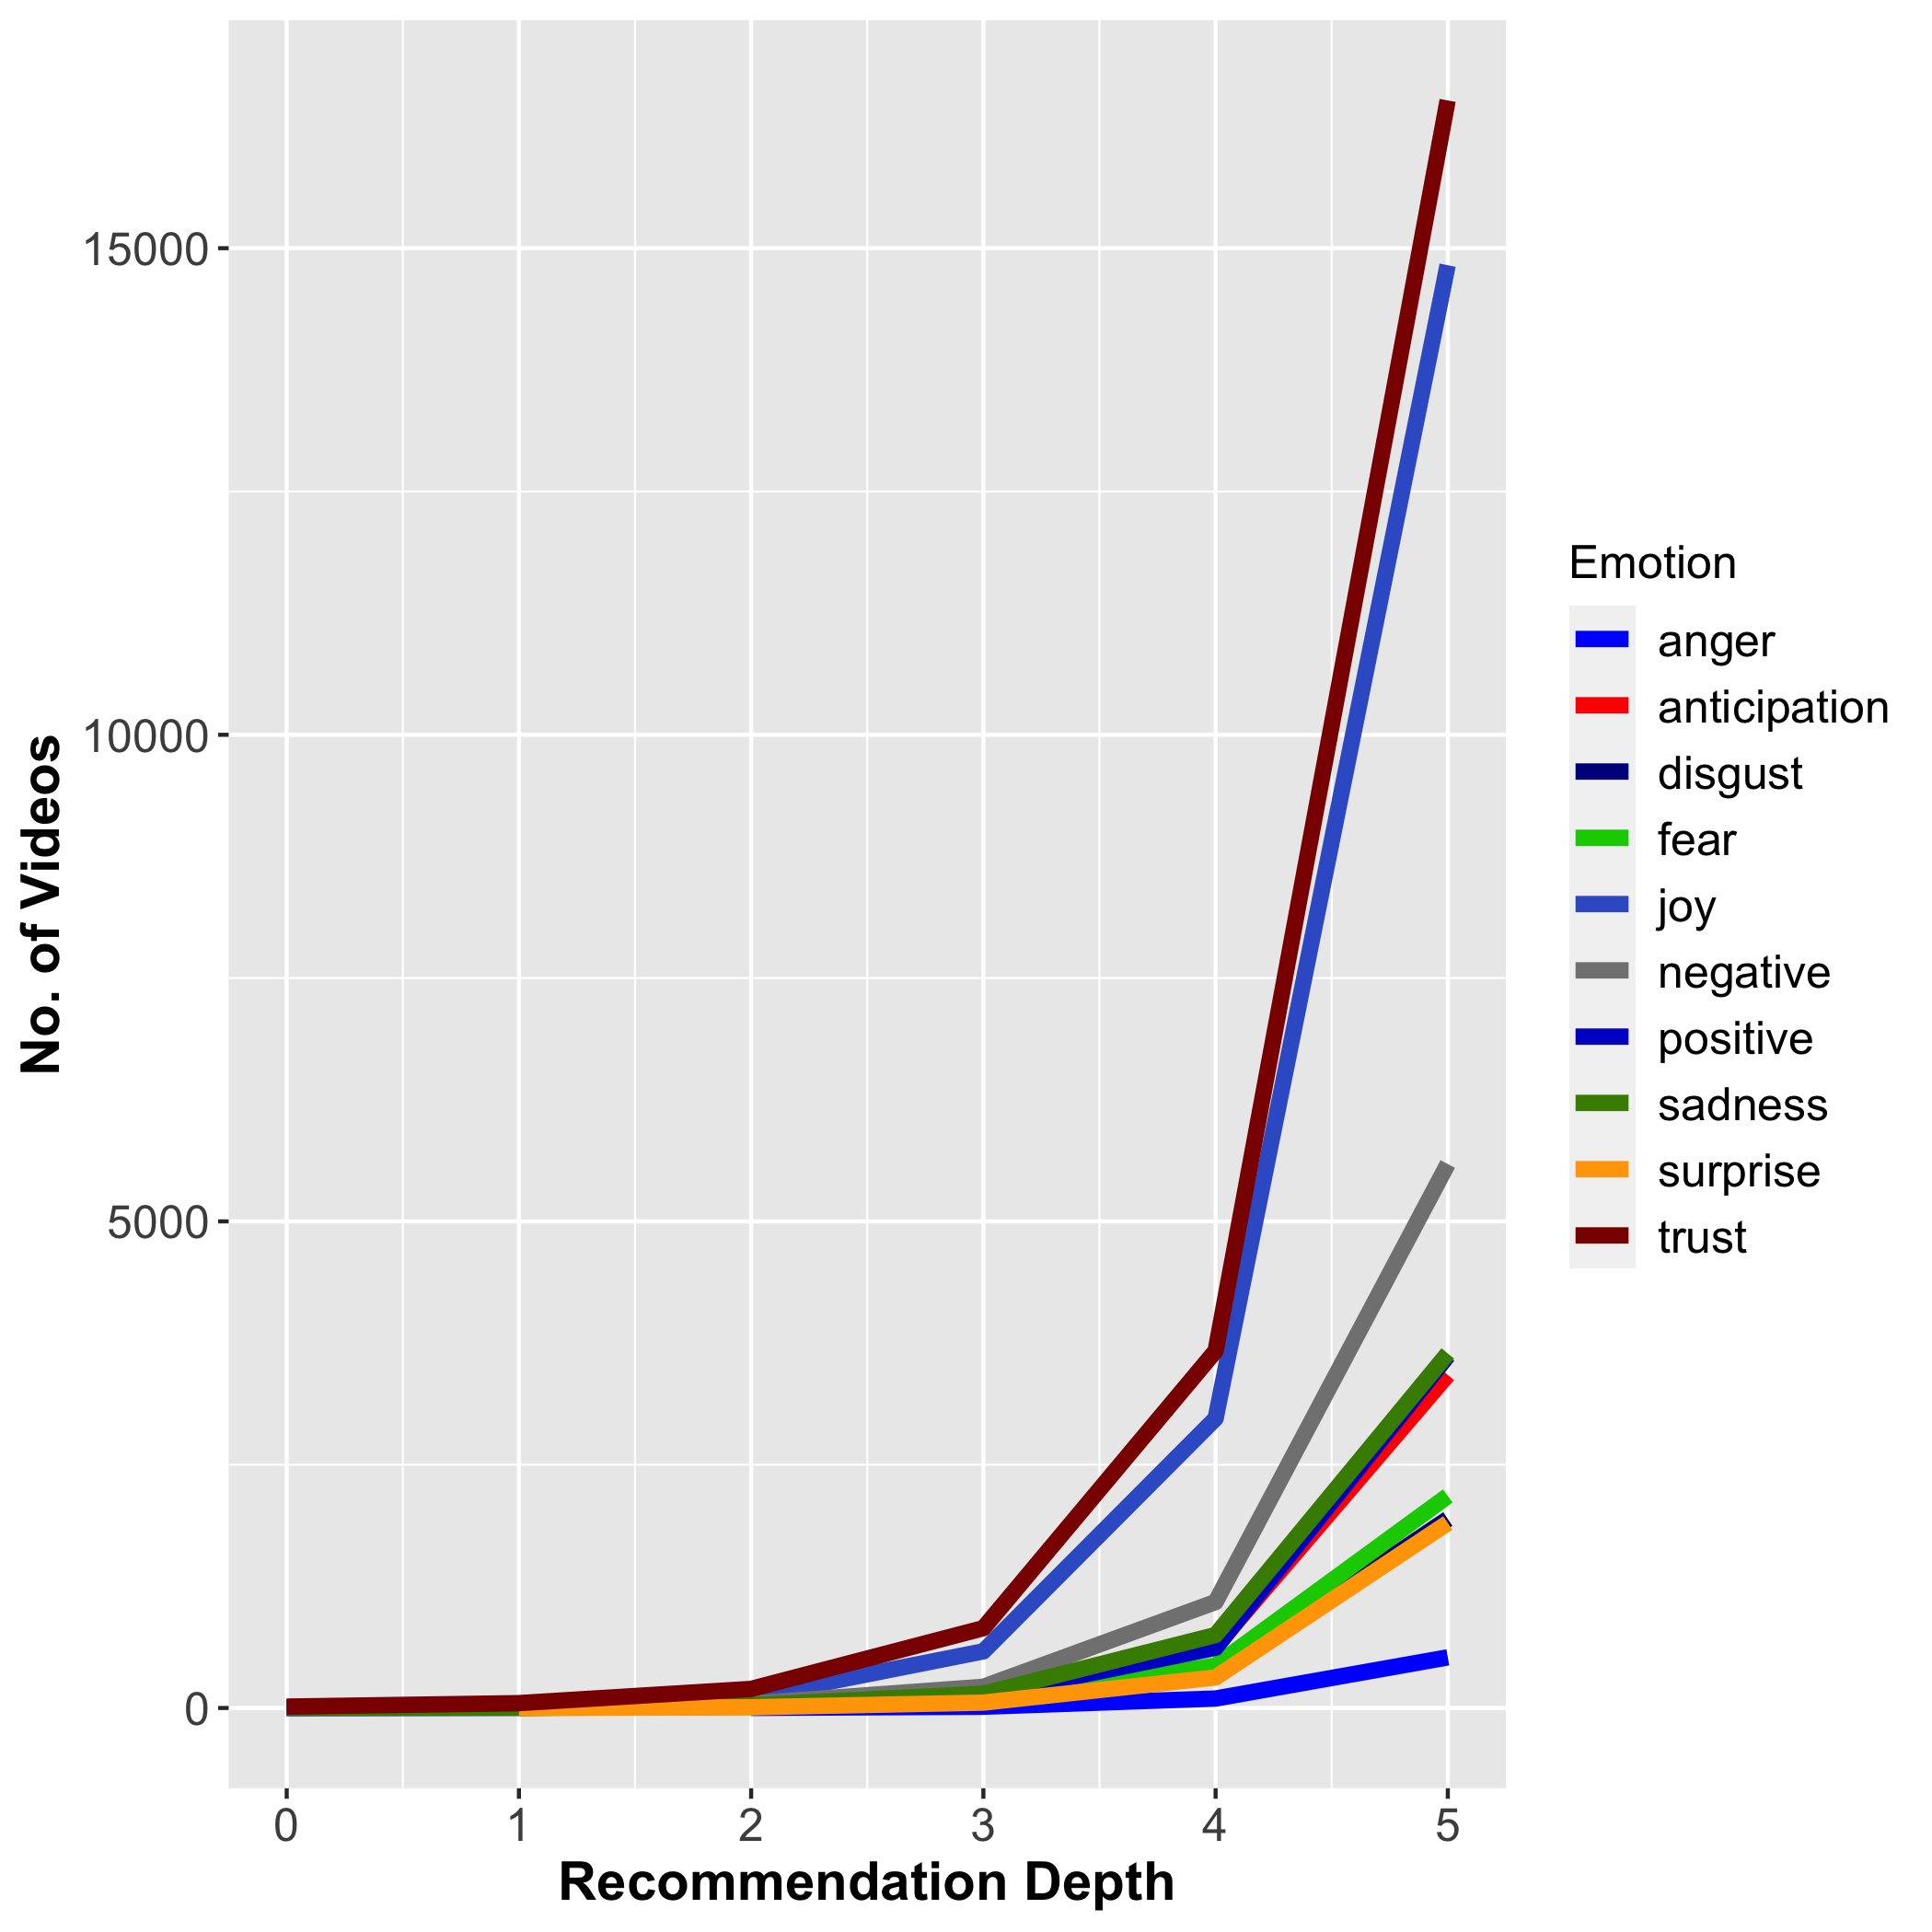 No. of Videos
15000
10000
5000
0
0 1 2 3 4 5
Recommendation Depth
Emotion
anger
anticipation
disgust
fear
joy
negative
positive
sadness
surprise
trust